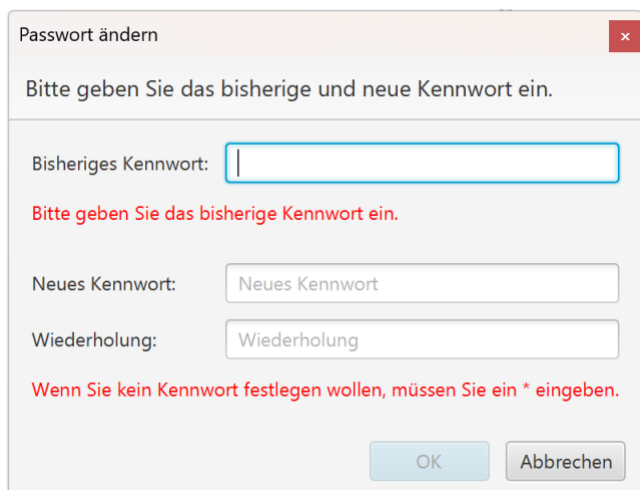 Passwort ändern
x
Bitte geben Sie das bisherige und neue Kennwort ein.
Bisheriges Kennwort:
Bitte geben Sie das bisherige Kennwort ein.
Neues Kennwort: Neues Kennwort
Wiederholung: Wiederholung
Wenn Sie kein Kennwort festlegen wollen, müssen Sie ein * eingeben.
OK Abbrechen